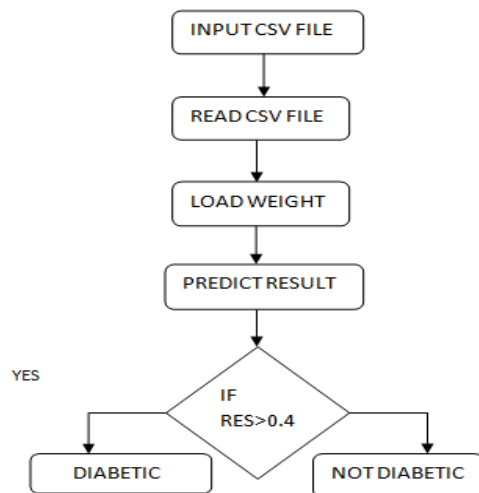 INPUT CSV FILE
READ CSV FILE
LOAD WEIGHT
PREDICT RESULT
YES
IF
RES>0.4
DIABETIC
NOT DIABETIC